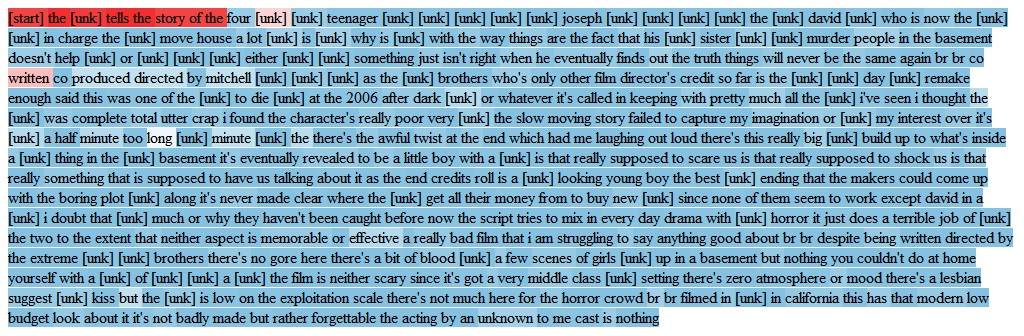 [start] the [unk] tells the story of the four [unk] [unk] teenager [unk] [unk] [unk] [unk] [unk] joseph [unk] [unk] [unk] [unk] the [unk] david [unk] who is now the [unk]
[unk] in charge the [unk] move house a lot [unk] is [unk] why is [unk] with the way things are the fact that his [unk] sister [unk] [unk] murder people in the basement
doesn't help [unk] or [unk] [unk] [unk] either [unk] [unk] something just isn't right when he eventually finds out the truth things will never be the same again br br co
written co produced directed by mitchell [unk] [unk] [unk] as the [unk] brothers who's only other film director's credit so far is the [unk] [unk] day [unk] remake
enough said this was one of the [unk] to die [unk] at the 2006 after dark [unk] or whatever it's called in keeping with pretty much all the [unk] i've seen i thought the
[unk] was complete total utter crap i found the character's really poor very [unk] the slow moving story failed to capture my imagination or [unk] my interest over it's
[unk] a half minute too long [unk] minute [unk] the there's the awful twist at the end which had me laughing out loud there's this really big [unk] build up to what's inside
a [unk] thing in the [unk] basement it's eventually revealed to be a little boy with a [unk] is that really supposed to scare us is that really supposed to shock us is that
really something that is supposed to have us talking about it as the end credits roll is a [unk] looking young boy the best [unk] ending that the makers could come up
with the boring plot [unk] along it's never made clear where the [unk] get all their money from to buy new [unk] since none of them seem to work except david in a
[unk] i doubt that [unk] much or why they haven't been caught before now the script tries to mix in every day drama with [unk] horror it just does a terrible job of [unk]
the two to the extent that neither aspect is memorable or effective a really bad film that i am struggling to say anything good about br br despite being written directed by
the extreme [unk] [unk] brothers there's no gore here there's a bit of blood [unk] a few scenes of girls [unk] up in a basement but nothing you couldn't do at home
yourself with a [unk] of [unk] [unk] a [unk] the film is neither scary since it's got a very middle class [unk] setting there's zero atmosphere or mood there's a lesbian
suggest [unk] kiss but the [unk] is low on the exploitation scale there's not much here for the horror crowd br br filmed in [unk] in california this has that modern low
budget look about it it's not badly made but rather forgettable the acting by an unknown to me cast is nothing